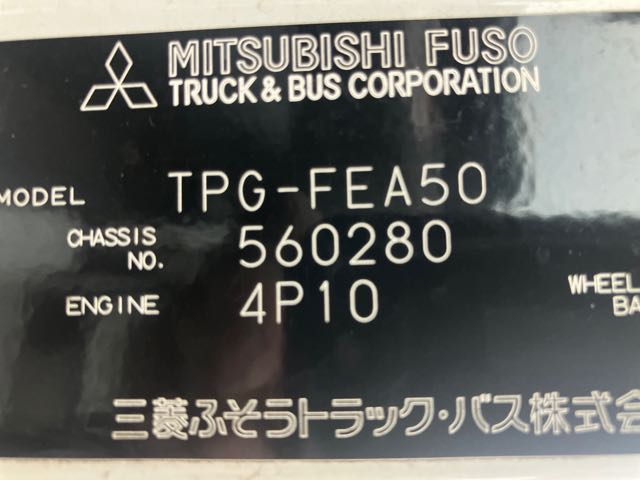 MITSUBISHI FUSO
TRUCK & BUS CORPORATION
MODEL TPG-FEA50
CHASSIS NO. 560280
ENGINE 4P10
WHEEL
BA
三菱ふそうトラック・バス株式会